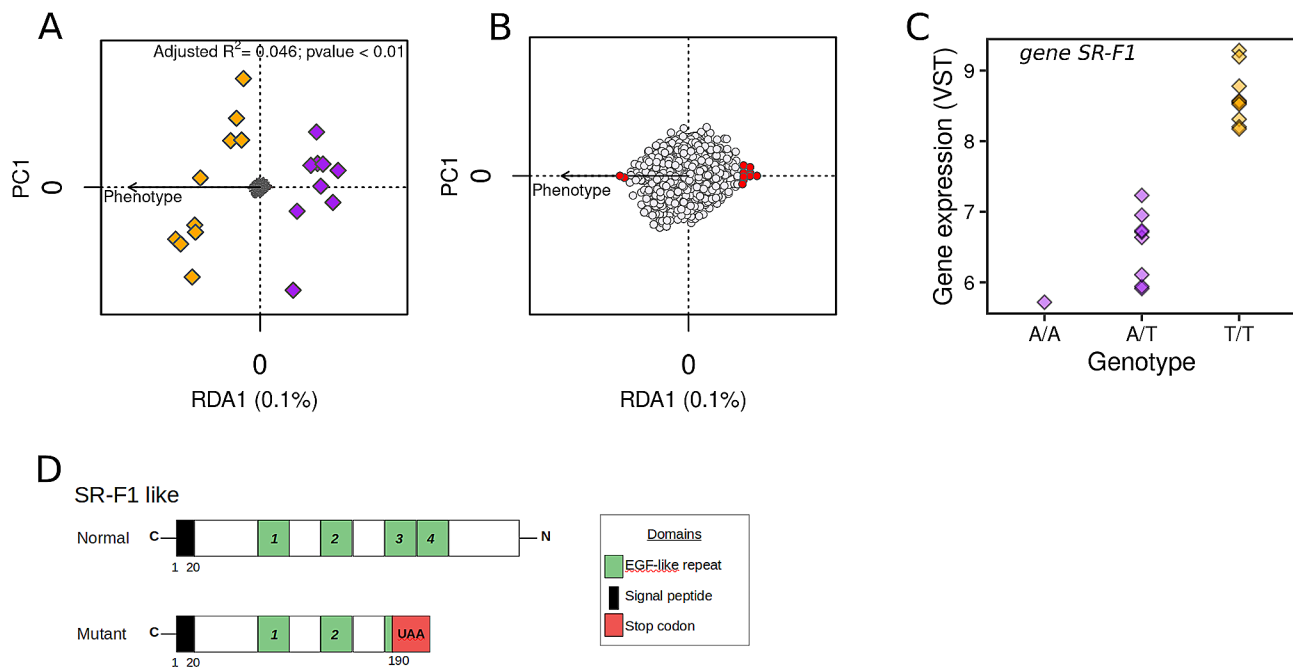 A
Adjusted R2= 0.046; pvalue < 0.01
PC1
0
Phenotype
0
RDA1 (0.1%)
B
PC1
0
Phenotype
0
RDA1 (0.1%)
C
gene SR-F1
Gene expression (VST)
9
8
7
6
A/A
A/T
T/T
Genotype
D
SR-F1 like
Normal
C
1
2
3
4
N
1 20
Mutant
C
1
2
UAA
1 20
190
Domains
EGF-like repeat
Signal peptide
Stop codon